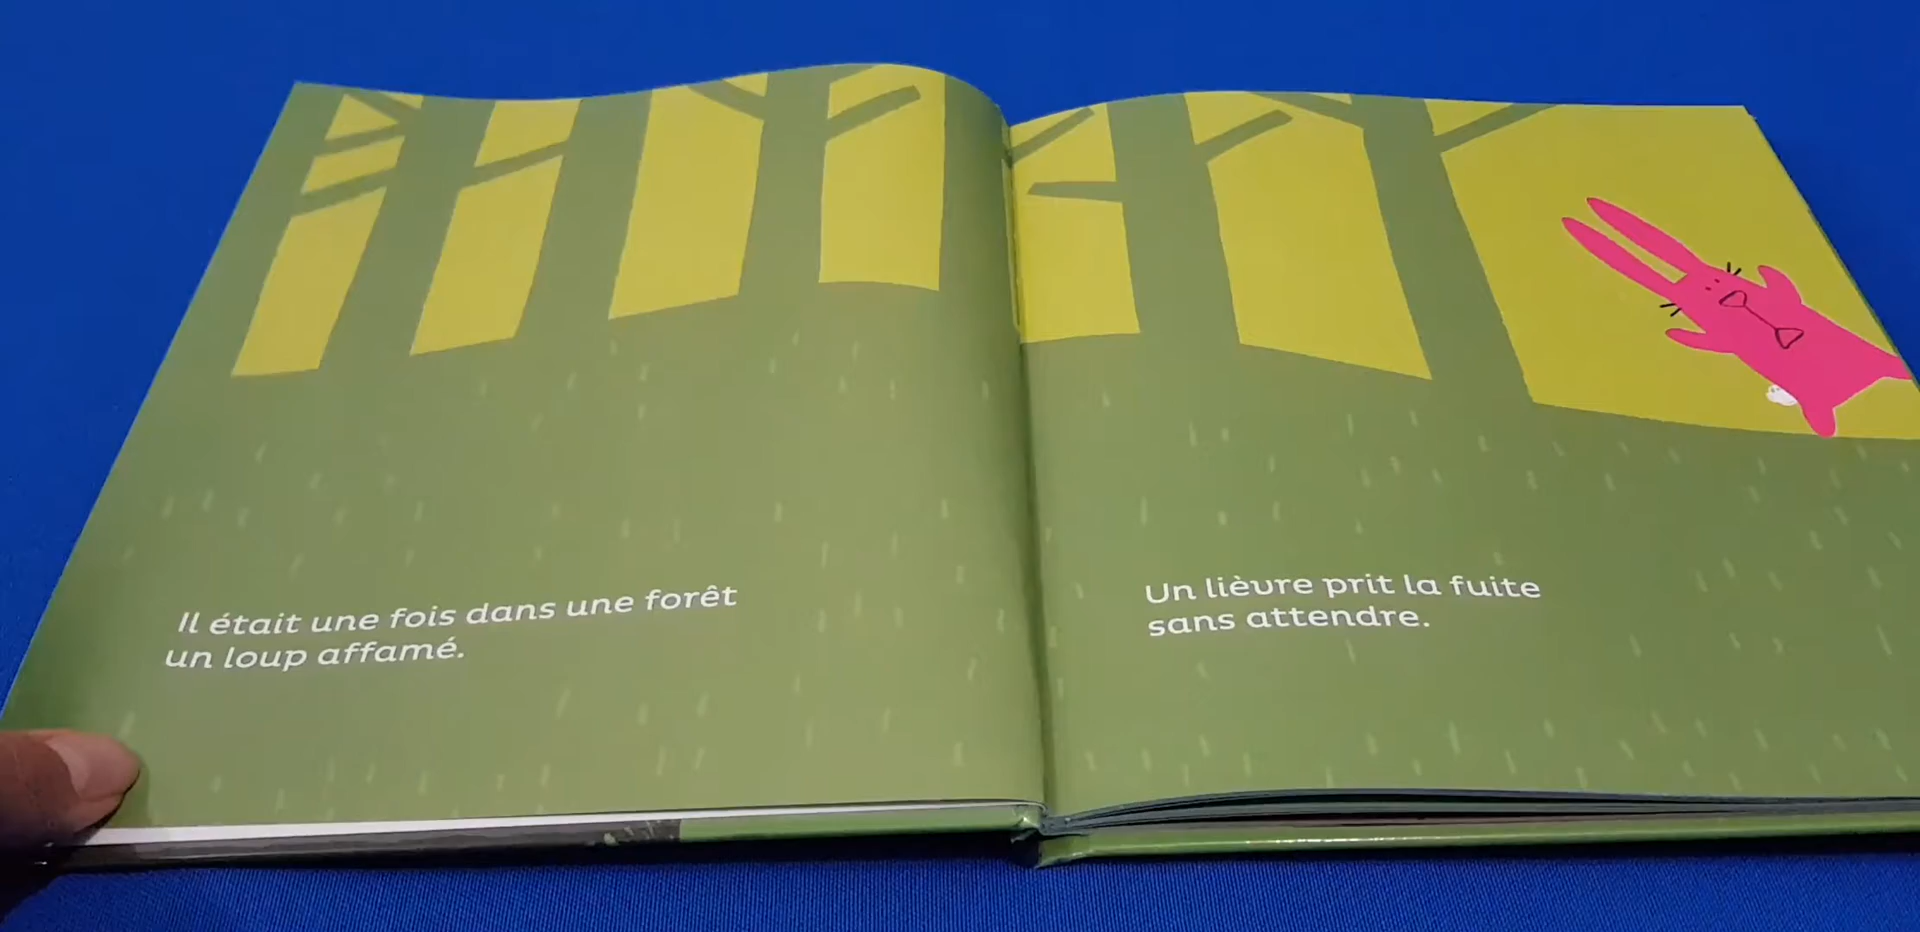 Il était une fois dans une forêt
un loup affamé.
Un lièvre prit la fuite
sans attendre.